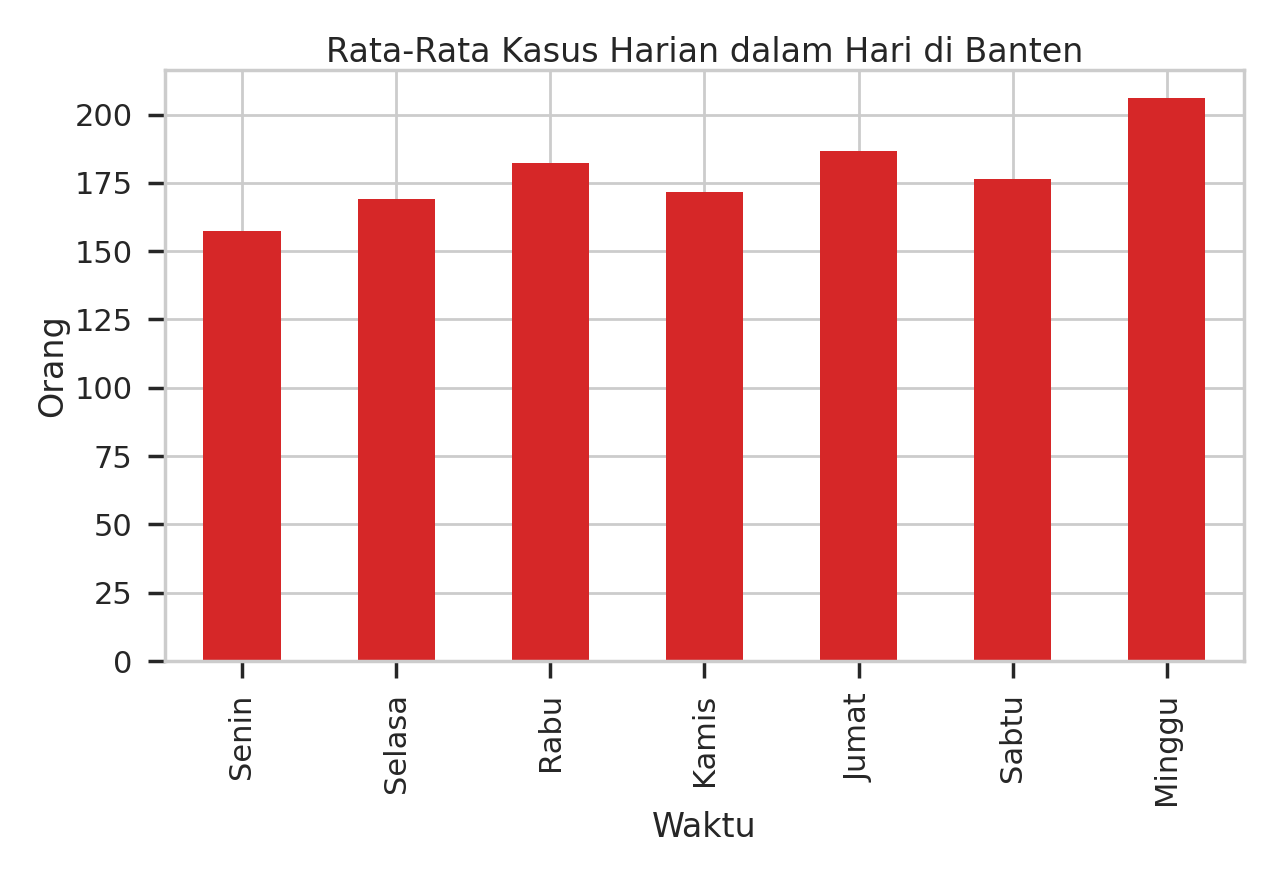 Rata-Rata Kasus Harian dalam Hari di Banten
Orang
200
175
150
125
100
75
50
25
0
Senin
Selasa
Rabu
Kamis
Jumat
Sabtu
Minggu
Waktu